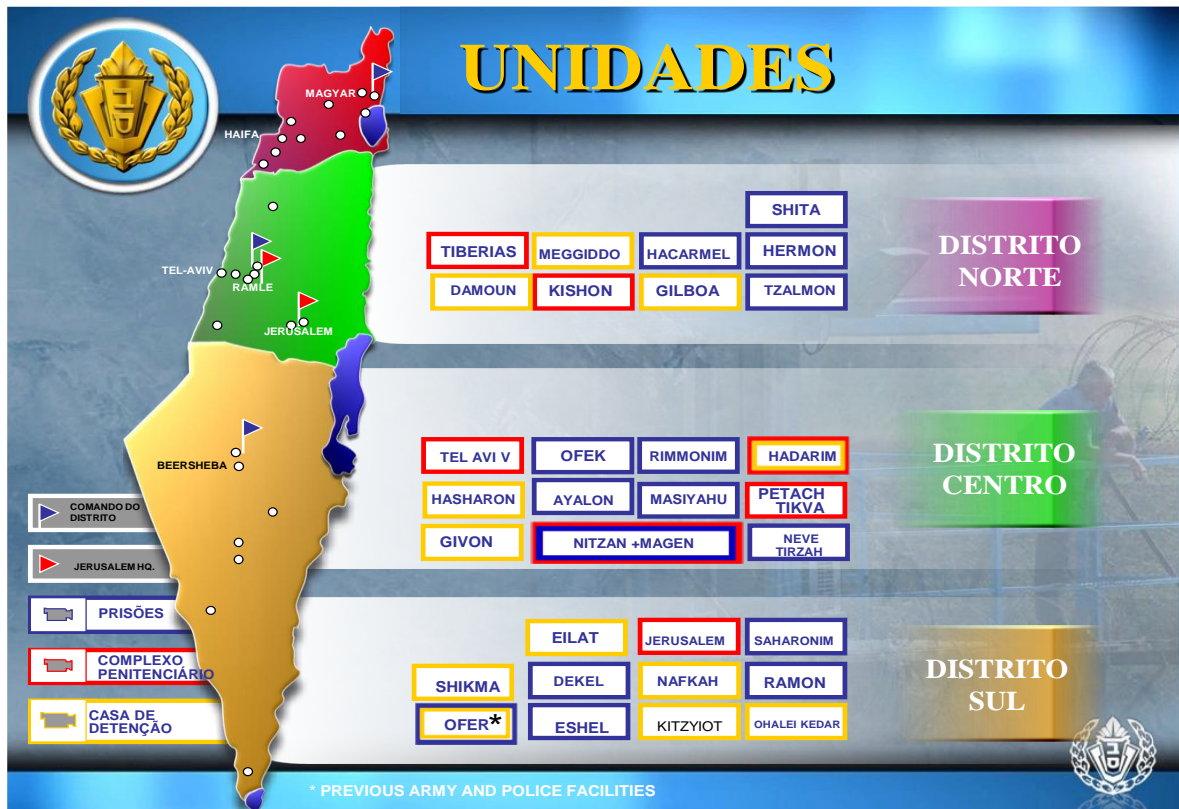 UNIDADES
MAGYAR
HAIFA
TEL-AVIV
RAMLE
JERUSALEM
BEERSHEBA
SHITA
TIBERIAS
MEGGIDDO
HACARMEL
HERMON
DAMOUN
KISHON
GILBOA
TZALMON
DISTRITO
NORTE
TEL AVI V
OFEK
RIMMONIM
HADARIM
HASHARON
AYALON
MASIYAHU
PETACH
TIKVA
GIVON
NITZAN +MAGEN
NEVE
TIRZAH
DISTRITO
CENTRO
EILAT
JERUSALEM
SAHARONIM
SHIKMA
DEKEL
NAFKAH
RAMON
OFER*
ESHEL
KITZYIOT
OHALEI KEDAR
DISTRITO
SUL
COMANDO DO
DISTRITO
JERUSALEM HQ.
PRISÕES
COMPLEXO
PENITENCIÁRIO
CASA DE
DETENÇÃO
* PREVIOUS ARMY AND POLICE FACILITIES